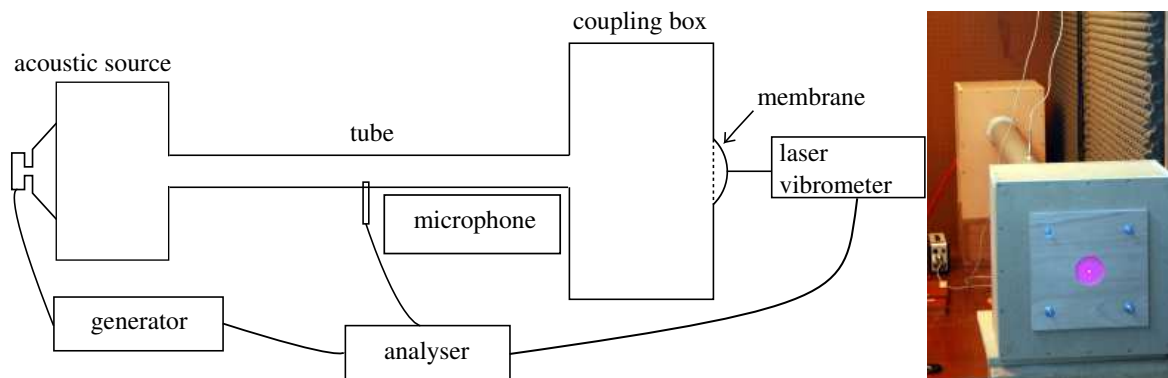 coupling box
acoustic source
membrane
tube
laser
vibrometer
microphone
generator
analyser